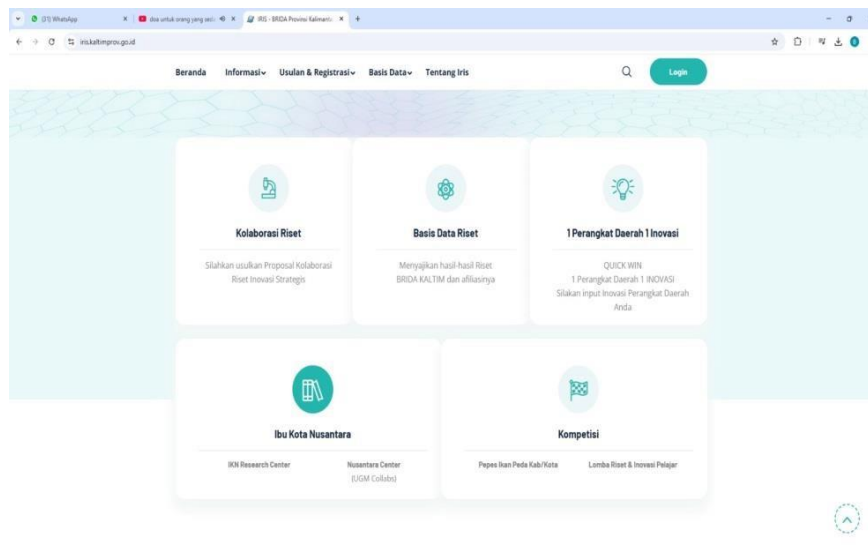 (31) WhatsApp
doa untuk orang yang
IRIS - BRIDA Provinsi Kalimant
iris.kaltimprov.go.id
Beranda Informasi Usulan & Registrasi Basis Data Tentang Iris Login
Kolaborasi Riset
Silahkan usulkan Proposal Kolaborasi
Riset Inovasi Strategis
Basis Data Riset
Menyajikan hasil-hasil Riset
BRIDA KALTIM dan afiliasinya
1 Perangkat Daerah 1 Inovasi
QUICK WIN
1 Perangkat Daerah 1 INOVASI
Silakan input Inovasi Perangkat Daerah
Anda
Ibu Kota Nusantara
IKN Research Center
Nusantara Center
(UGM Collabs)
Kompetisi
Pepes Ikan Peda Kab/Kota
Lomba Riset & Inovasi Pelajar